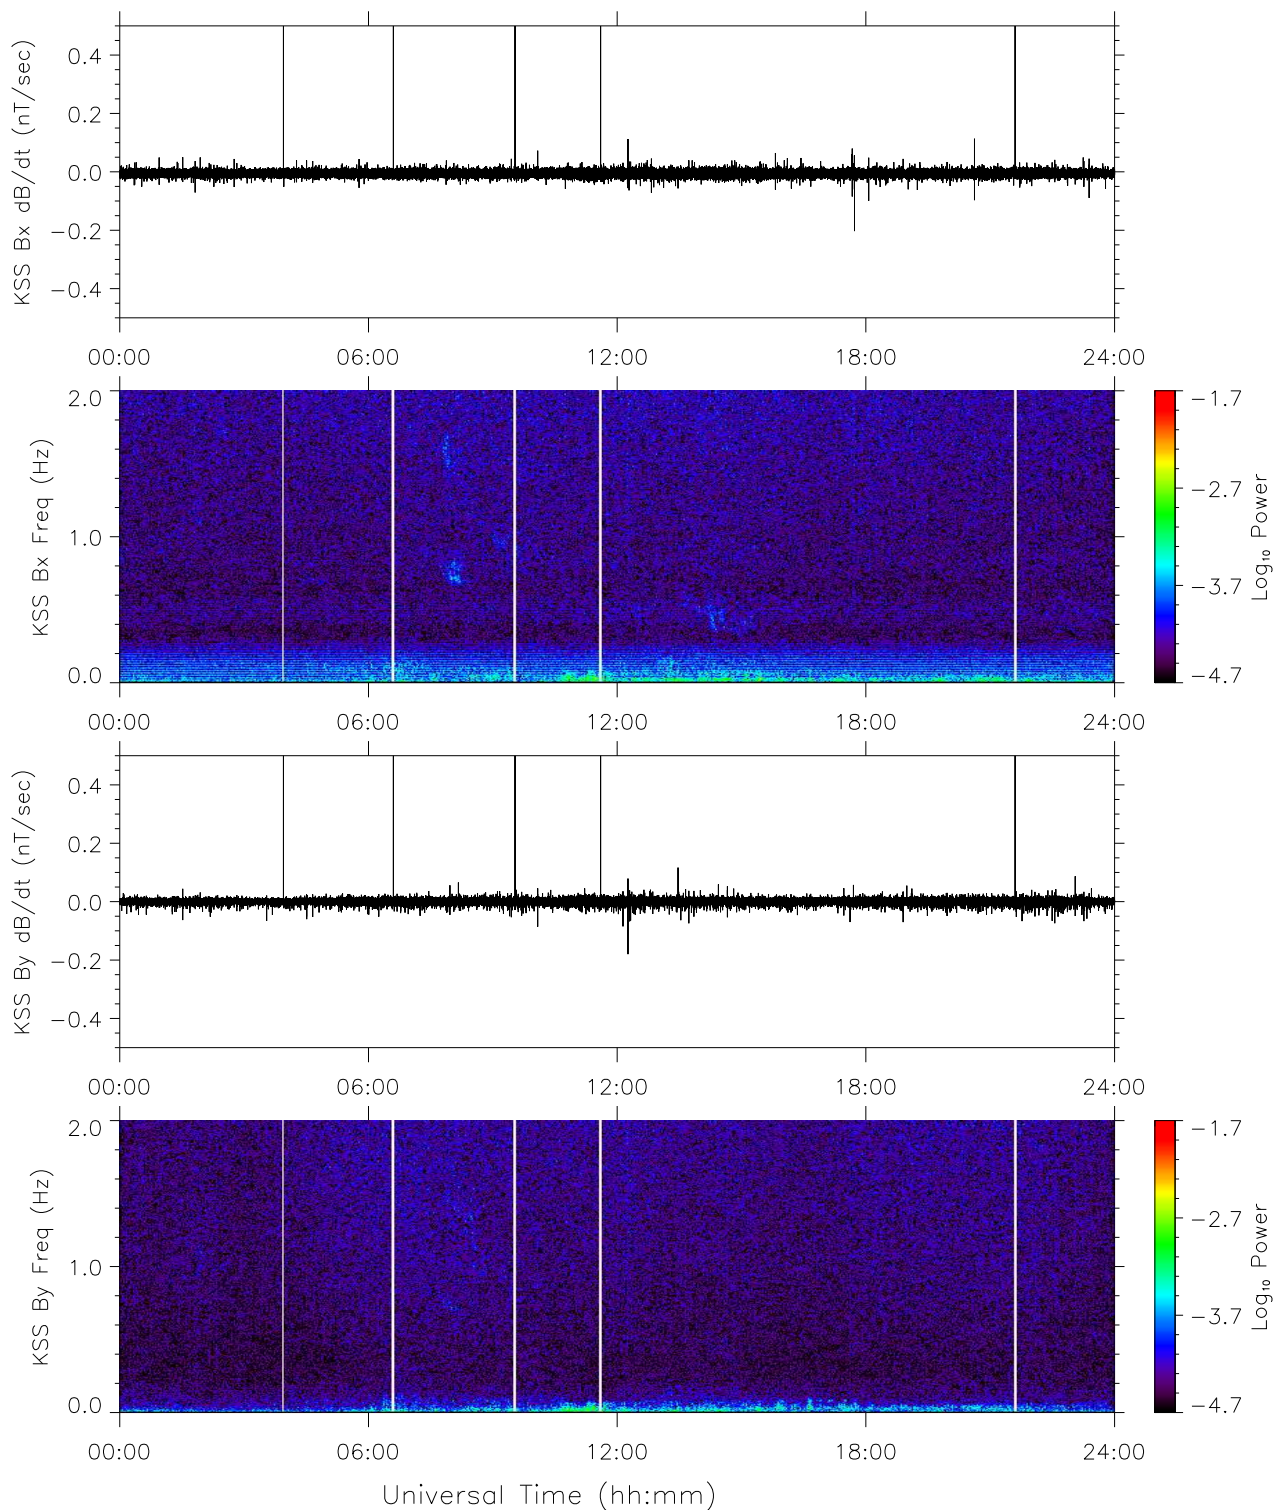 KSS Bx dB/dt (nT/sec)
0.4
0.2
0.0
−0.2
−0.4
00:00 06:00 12:00 18:00 24:00
KSS Bx Freq (Hz)
2.0
1.0
0.0
−1.7
−2.7
−3.7
−4.7
Log₁₀ Power
00:00 06:00 12:00 18:00 24:00
KSS By dB/dt (nT/sec)
0.4
0.2
0.0
−0.2
−0.4
00:00 06:00 12:00 18:00 24:00
KSS By Freq (Hz)
2.0
1.0
0.0
−1.7
−2.7
−3.7
−4.7
Log₁₀ Power
00:00 06:00 12:00 18:00 24:00
Universal Time (hh:mm)